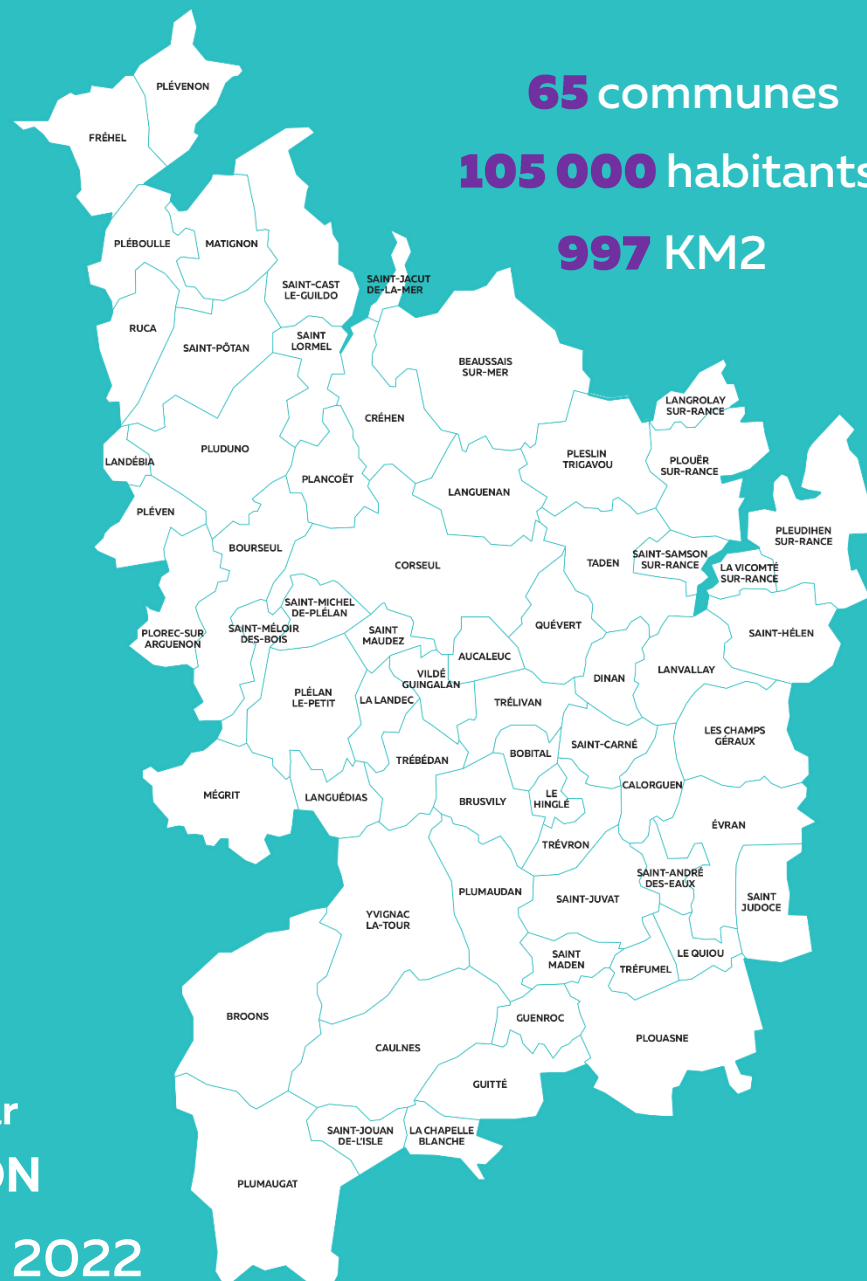 65 communes
105 000 habitants
997 KM2
PLÉVENON
FRÉHEL
PLÉBOULLE
MATIGNON
SAINT-CAST
LE-GUILDO
SAINT-JACUT
DE-LA-MER
RUCA
SAINT-PÔTAN
SAINT
LORMEL
BEAUSSAIS
SUR-MER
LANGROLAY
SUR-RANCE
CRÉHEN
LANDÉBIA
PLUDUNO
PLANCOËT
LANGUENAN
PLESLIN
TRIGAVOU
PLOUËR
SUR-RANCE
PLÉVEN
BOURSEUL
CORSEUL
TADEN
SAINT-SAMSON
SUR-RANCE
PLEUDIHEN
SUR-RANCE
LA VICOMTÉ
SUR-RANCE
PLOREC-SUR
ARGUENON
SAINT-MÉLOIR
DES-BOIS
SAINT-MICHEL
DE-PLÉLAN
SAINT
MAUDEZ
AUCALEUC
QUÉVERT
SAINT-HÉLEN
VILDÉ
GUINGALAN
DINAN
LANVALLAY
PLÉLAN
LE-PETIT
LA LANDEC
TRÉLIVAN
LES CHAMPS
GÉRAUX
TRÉBÉDAN
BOBITAL
SAINT-CARNÉ
MÉGRIT
LANGUÉDIAS
BRUSVILY
LE
HINGLÉ
CALORGUEN
ÉVRAN
TRÉVRON
YVIGNAC
LA-TOUR
PLUMAUDAN
SAINT-JUVAT
SAINT-ANDRÉ
DES-EAUX
SAINT
JUDOCE
SAINT
MADEN
TRÉFUMEL
LE QUIOU
BROONS
CAULNES
GUENROC
PLOUASNE
GUITTÉ
SAINT-JOUAN
DE-L'ISLE
LA CHAPELLE
BLANCHE
PLUMAUGAT
ON
2022